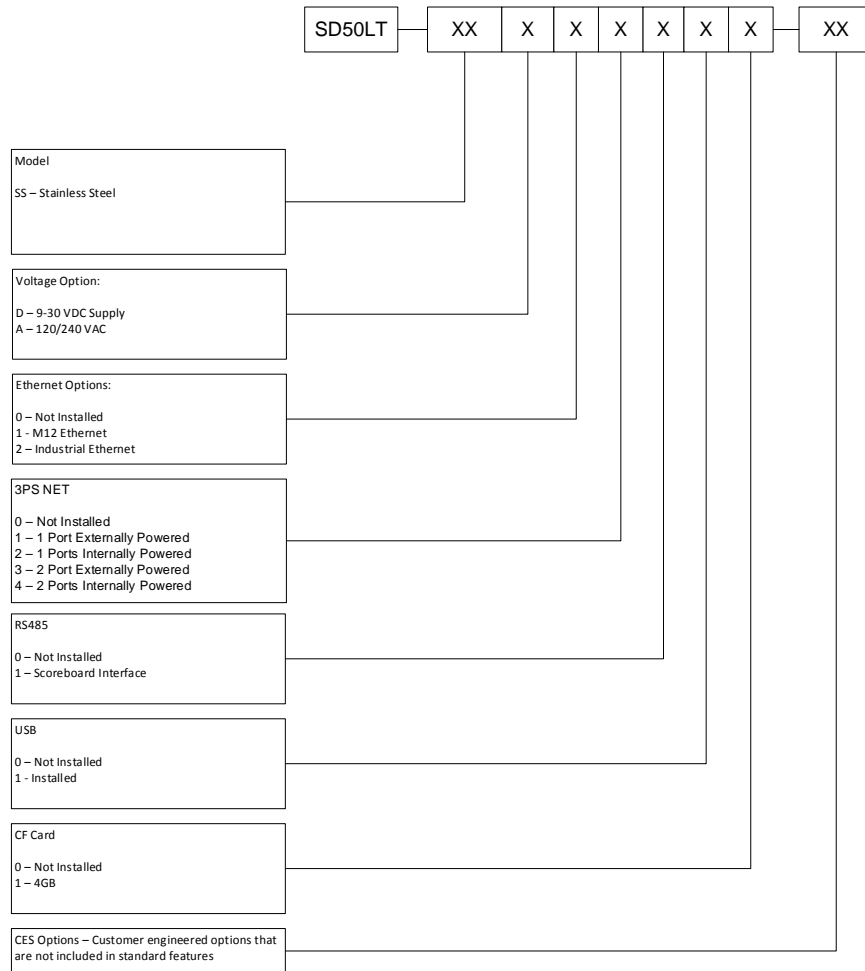 SD50LT XX X X X X X X XX
Model
SS – Stainless Steel
Voltage Option:
D – 9-30 VDC Supply
A – 120/240 VAC
Ethernet Options:
0 – Not Installed
1 - M12 Ethernet
2 – Industrial Ethernet
3PS NET
0 – Not Installed
1 – 1 Port Externally Powered
2 – 1 Ports Internally Powered
3 – 2 Port Externally Powered
4 – 2 Ports Internally Powered
RS485
0 – Not Installed
1 – Scoreboard Interface
USB
0 – Not Installed
1 - Installed
CF Card
0 – Not Installed
1 – 4GB
CES Options – Customer engineered options that
are not included in standard features